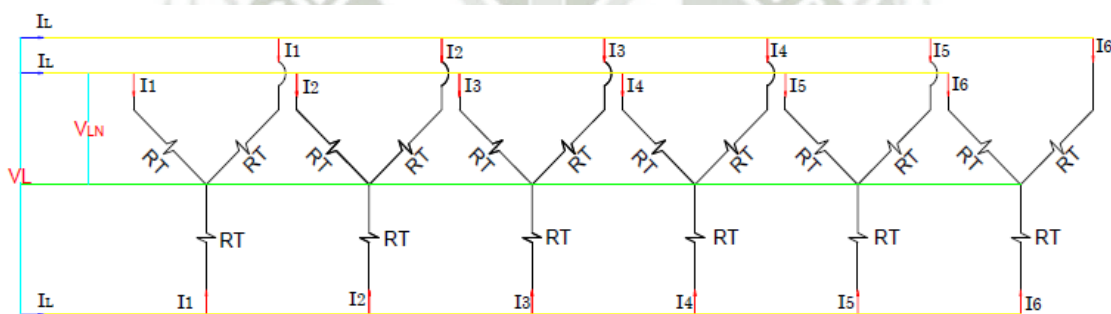 IL
I1 I2 I3 I4 I5 I6
IL
I1 I2 I3 I4 I5 I6
VLN
RT RT RT RT RT RT RT RT RT RT RT RT
VL
RT RT RT RT RT RT
IL I1 I2 I3 I4 I5 I6